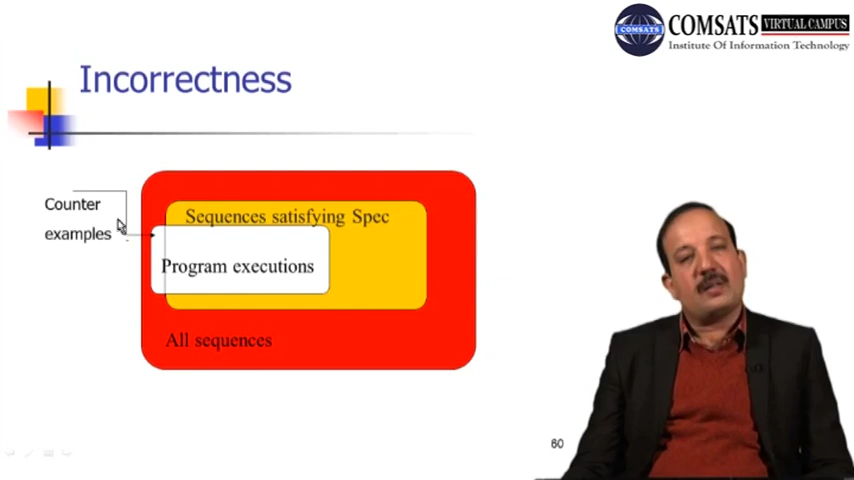 COMSATS VIRTUAL CAMPUS
COMSATS
Institute Of Information Technology
Incorrectness
Counter
examples
Sequences satisfying Spec
Program executions
All sequences
60